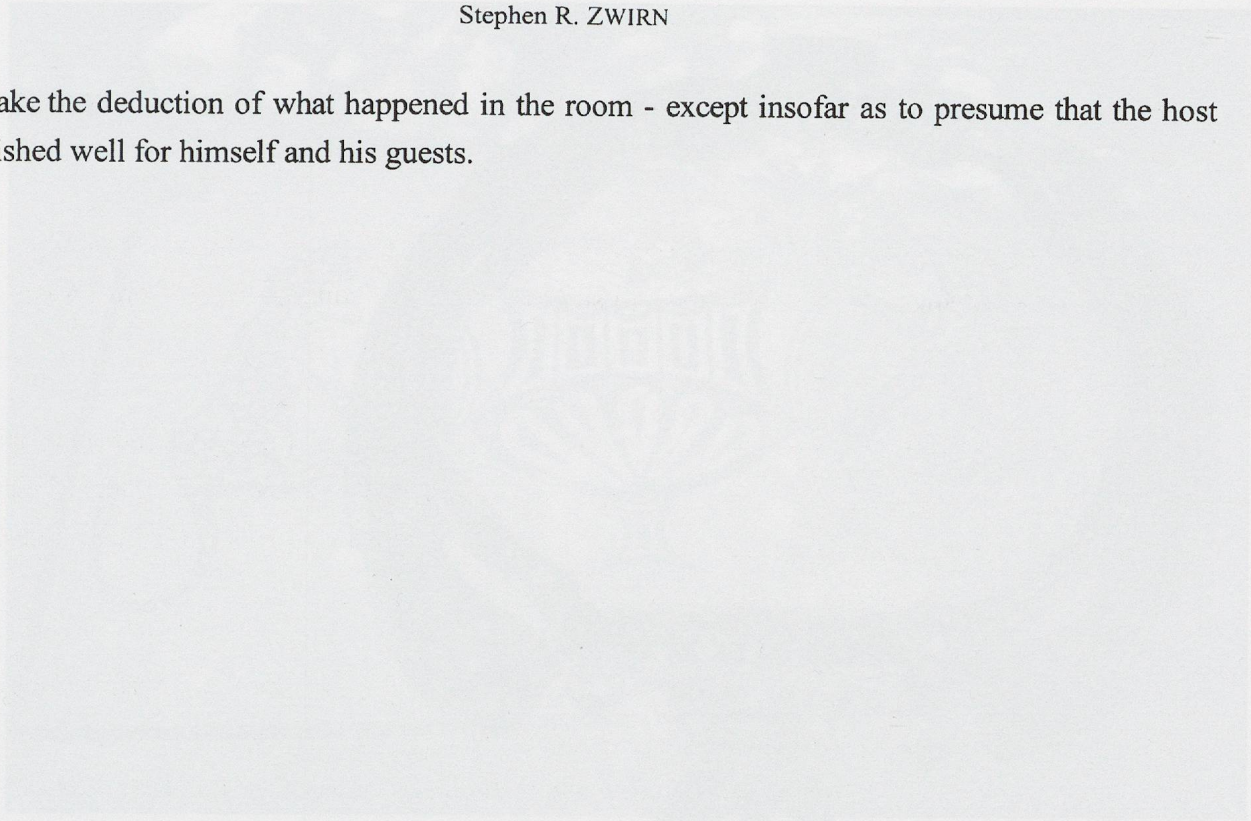 Stephen R. ZWIRN
ake the deduction of what happened in the room - except insofar as to presume that the host
shed well for himself and his guests.